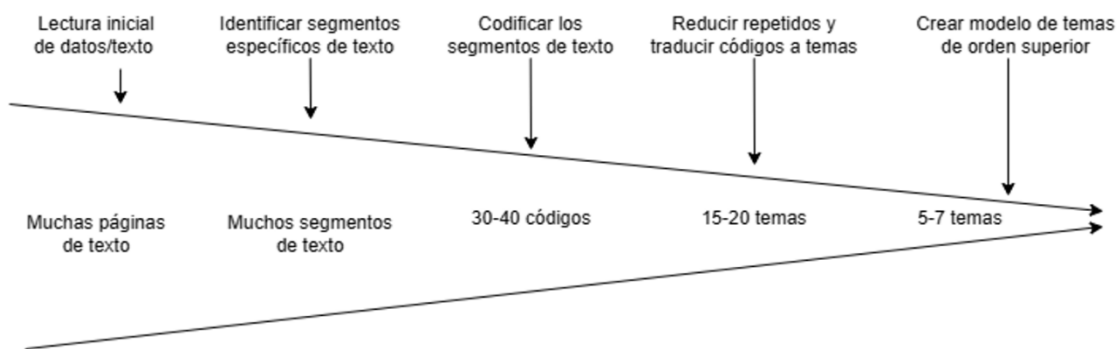 Lectura inicial
de datos/texto
Identificar segmentos
específicos de texto
Codificar los
segmentos de texto
Reducir repetidos y
traducir códigos a temas
Crear modelo de temas
de orden superior
Muchas páginas
de texto
Muchos segmentos
de texto
30-40 códigos
15-20 temas
5-7 temas